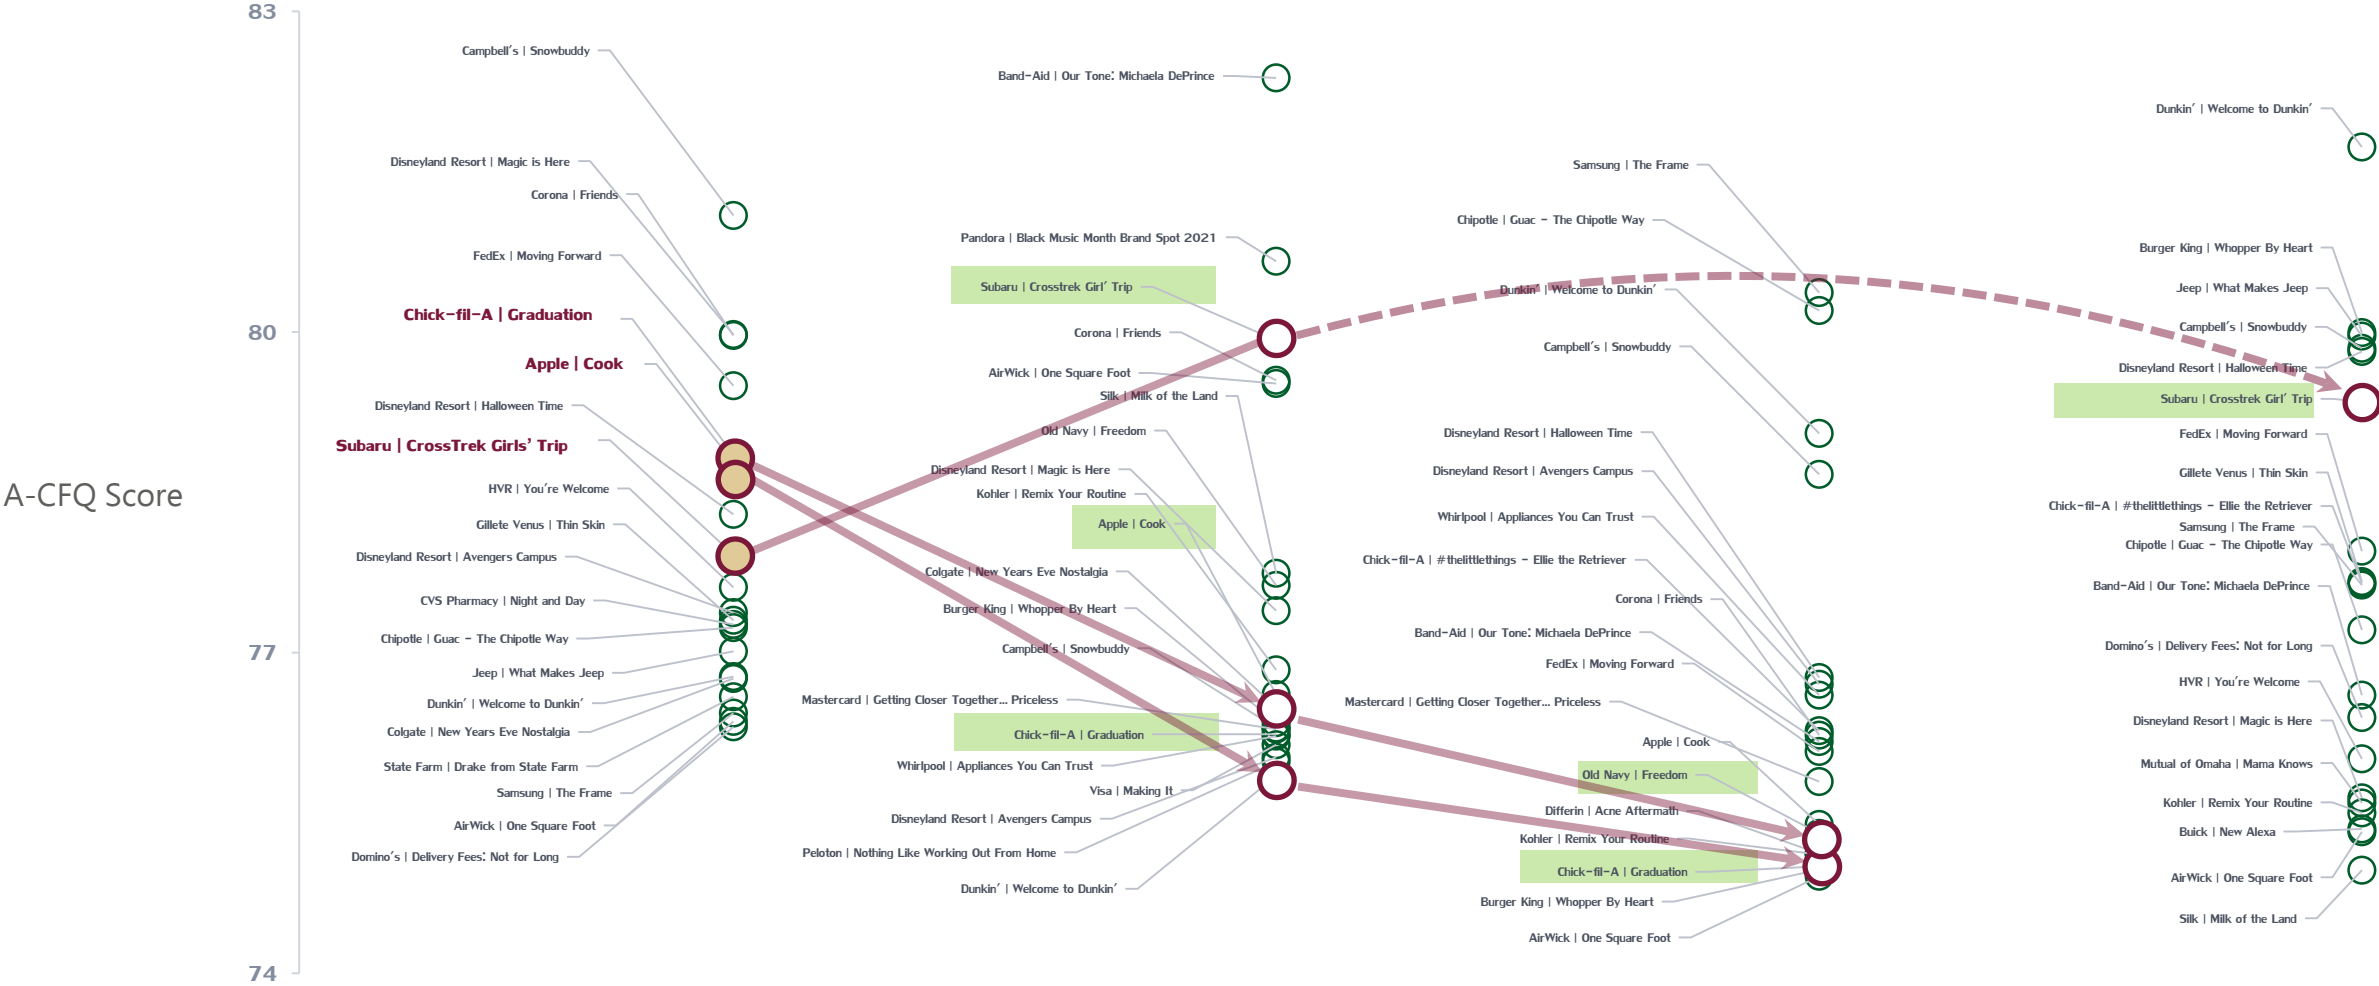 83
80
77
74
A-CFQ Score
Campbell's | Snowbuddy
Disneyland Resort | Magic is Here
Corona | Friends
FedEx | Moving Forward
Chick-fil-A | Graduation
Apple | Cook
Disneyland Resort | Halloween Time
Subaru | CrossTrek Girls' Trip
HVR | You're Welcome
Gillete Venus | Thin Skin
Disneyland Resort | Avengers Campus
CVS Pharmacy | Night and Day
Chipotle | Guac - The Chipotle Way
Jeep | What Makes Jeep
Dunkin' | Welcome to Dunkin'
Colgate | New Years Eve Nostalgia
State Farm | Drake from State Farm
Samsung | The Frame
AirWick | One Square Foot
Domino's | Delivery Fees: Not for Long
Band-Aid | Our Tone: Michaela DePrince
Pandora | Black Music Month Brand Spot 2021
Subaru | Crosstrek Girl' Trip
Corona | Friends
AirWick | One Square Foot
Silk | Milk of the Land
Old Navy | Freedom
Disneyland Resort | Magic is Here
Kohler | Remix Your Routine
Apple | Cook
Colgate | New Years Eve Nostalgia
Burger King | Whopper By Heart
Campbell's | Snowbuddy
Mastercard | Getting Closer Together... Priceless
Chick-fil-A | Graduation
Whirlpool | Appliances You Can Trust
Visa | Making It
Disneyland Resort | Avengers Campus
Peloton | Nothing Like Working Out From Home
Dunkin' | Welcome to Dunkin'
Samsung | The Frame
Chipotle | Guac - The Chipotle Way
Dunkin' | Welcome to Dunkin'
Campbell's | Snowbuddy
Disneyland Resort | Halloween Time
Disneyland Resort | Avengers Campus
Whirlpool | Appliances You Can Trust
Chick-fil-A | #thelittlethings - Ellie the Retriever
Corona | Friends
Band-Aid | Our Tone: Michaela DePrince
FedEx | Moving Forward
Mastercard | Getting Closer Together... Priceless
Apple | Cook
Old Navy | Freedom
Differin | Acne Aftermath
Kohler | Remix Your Routine
Chick-fil-A | Graduation
Burger King | Whopper By Heart
AirWick | One Square Foot
Dunkin' | Welcome to Dunkin'
Burger King | Whopper By Heart
Jeep | What Makes Jeep
Campbell's | Snowbuddy
Disneyland Resort | Halloween Time
Subaru | Crosstrek Girl' Trip
FedEx | Moving Forward
Gillete Venus | Thin Skin
Chick-fil-A | #thelittlethings - Ellie the Retriever
Samsung | The Frame
Chipotle | Guac - The Chipotle Way
Band-Aid | Our Tone: Michaela DePrince
Domino's | Delivery Fees: Not for Long
HVR | You're Welcome
Disneyland Resort | Magic is Here
Mutual of Omaha | Mama Knows
Kohler | Remix Your Routine
Buick | New Alexa
AirWick | One Square Foot
Silk | Milk of the Land